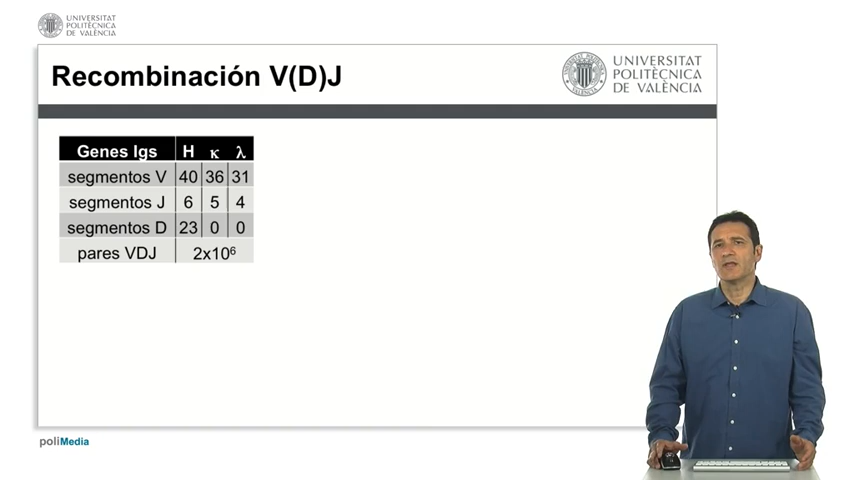 UNIVERSITAT
POLITÈCNICA
DE VALÈNCIA
Recombinación V(D)J
UNIVERSITAT
POLITÈCNICA
DE VALÈNCIA
Genes Igs H κ λ
segmentos V 40 36 31
segmentos J 6 5 4
segmentos D 23 0 0
pares VDJ 2x10⁶
poliMedia